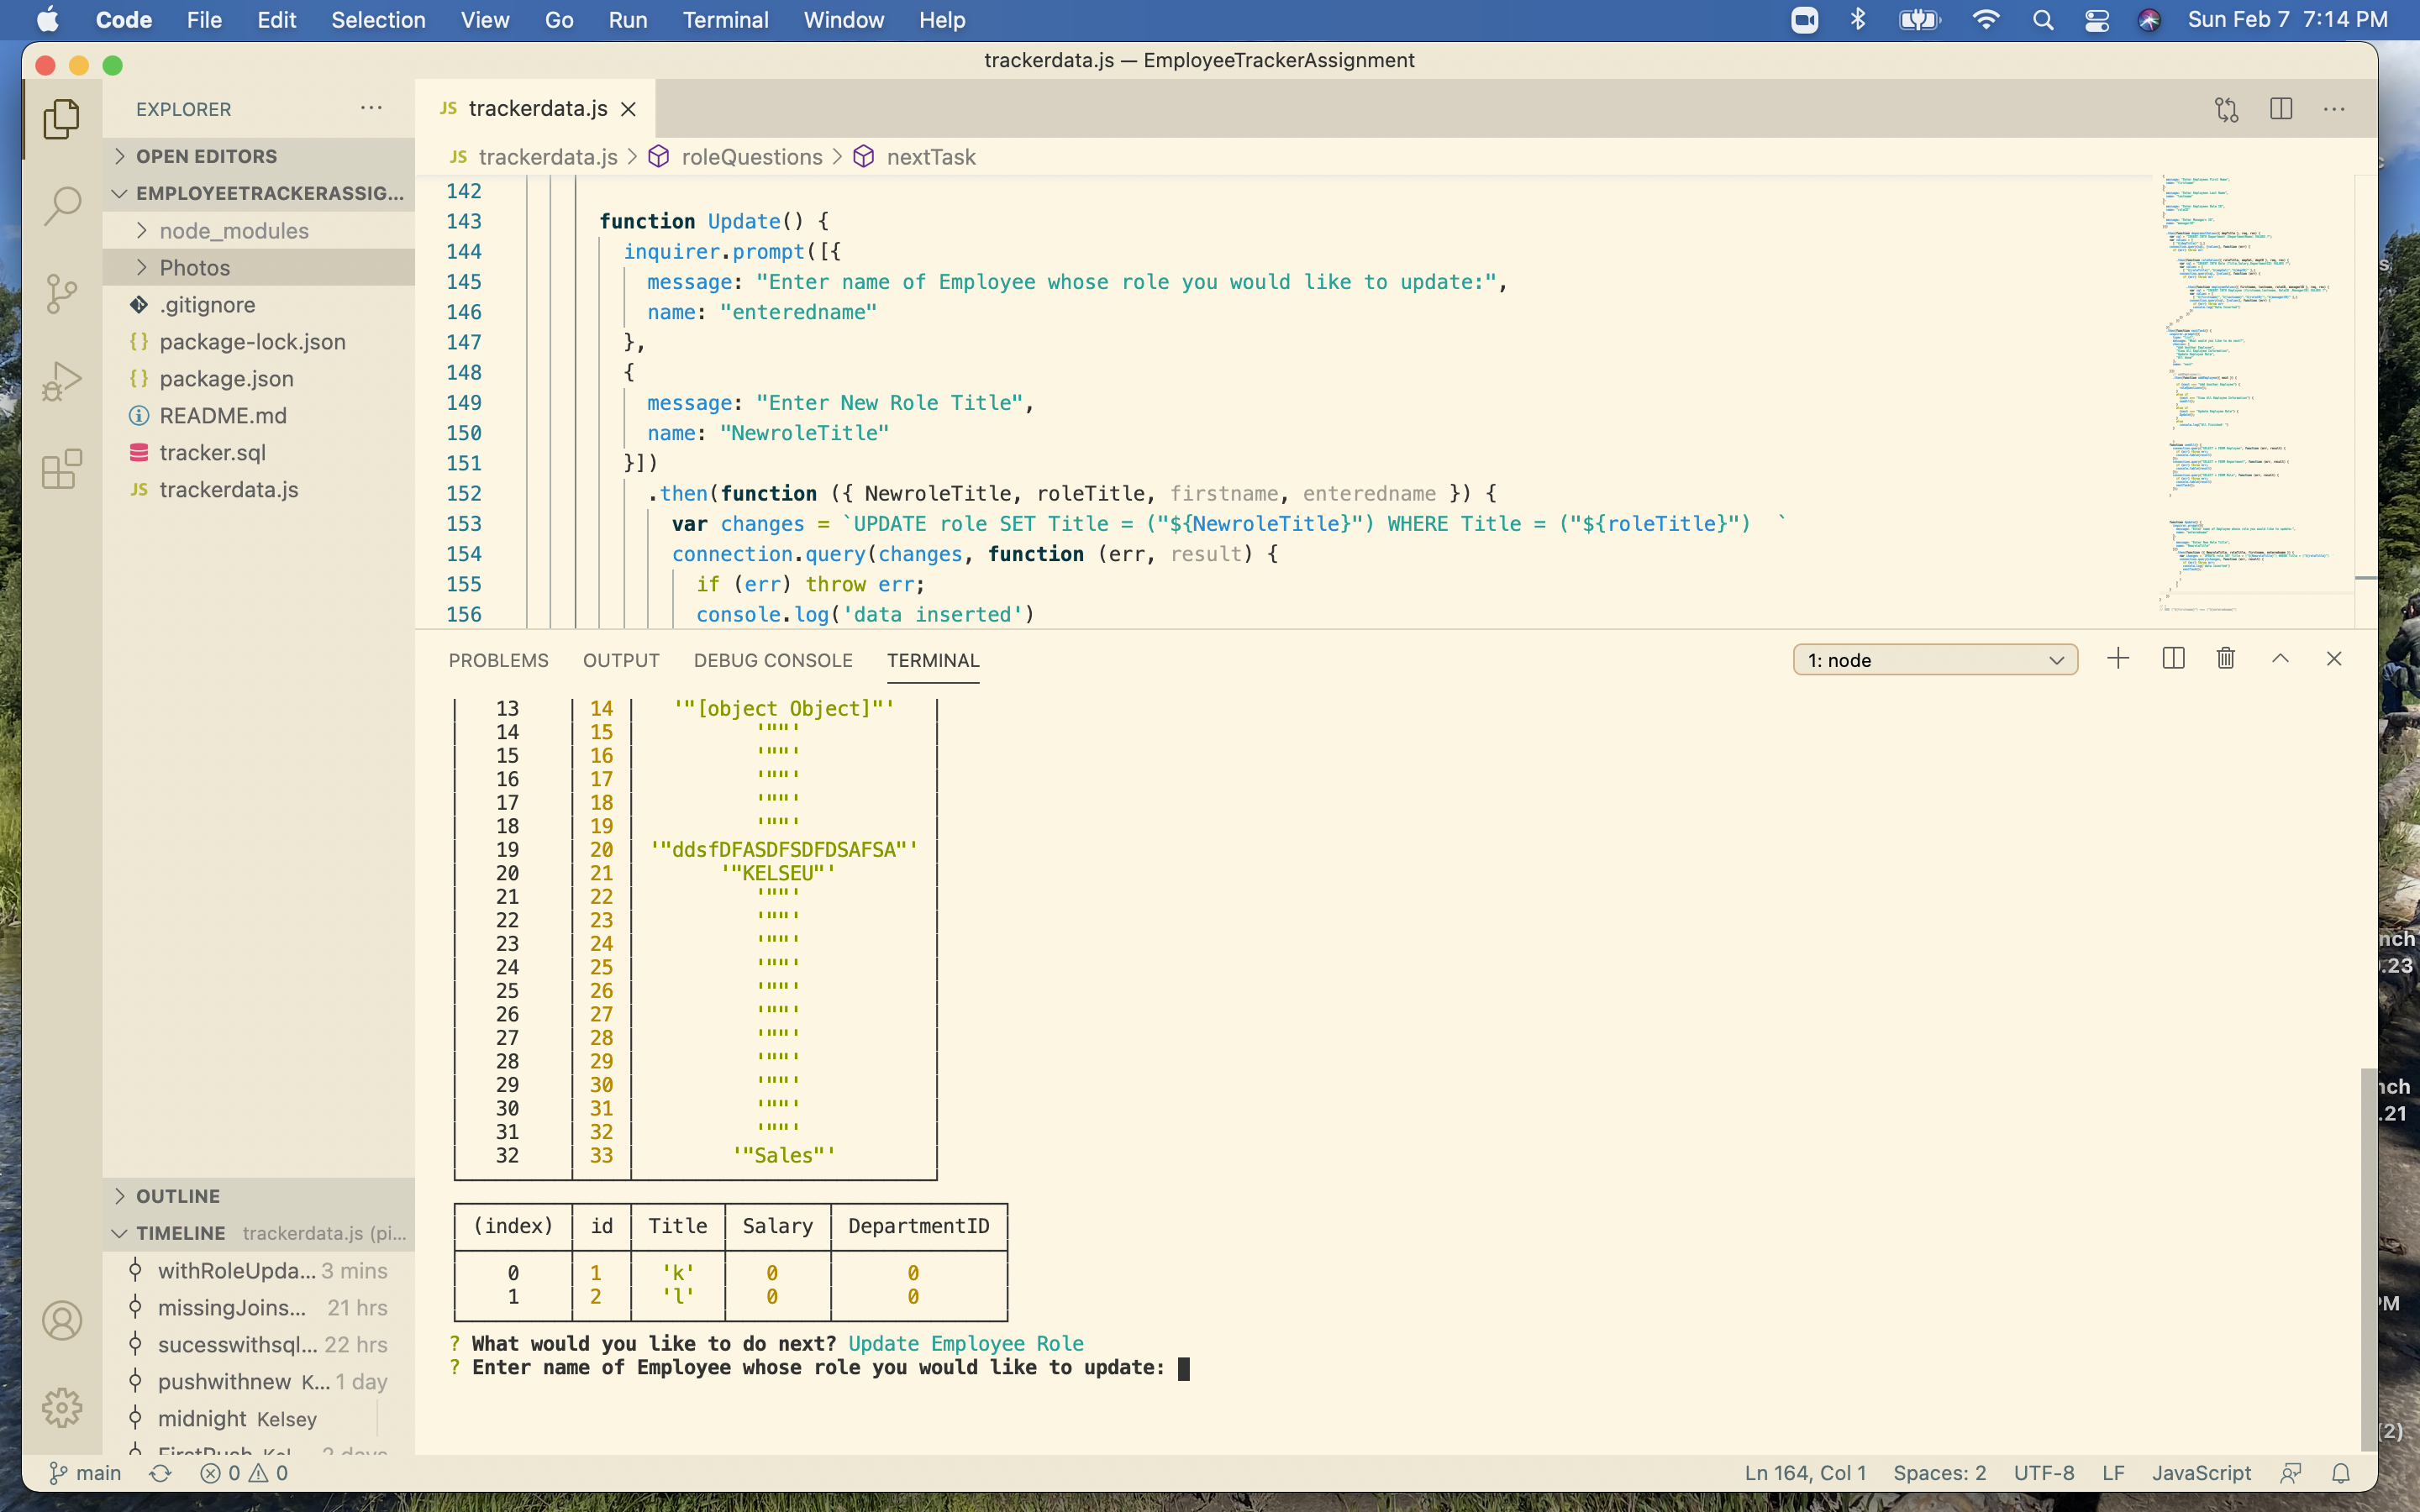 Code File Edit Selection View Go Run Terminal Window Help Sun Feb 7 7:14 PM
trackerdata.js — EmployeeTrackerAssignment
EXPLORER
OPEN EDITORS
EMPLOYEETRACKERASSIG...
node_modules
Photos
.gitignore
{} package-lock.json
{} package.json
README.md
tracker.sql
JS trackerdata.js
OUTLINE
TIMELINE trackerdata.js (pi...
withRoleUpda... 3 mins
missingJoins... 21 hrs
sucesswithsql... 22 hrs
pushwithnew K... 1 day
midnight Kelsey
FirstPush Kel... 2 days
JS trackerdata.js
JS trackerdata.js > roleQuestions > nextTask
142
143 function Update() {
144 inquirer.prompt([{
145 message: "Enter name of Employee whose role you would like to update:",
146 name: "enteredname"
147 },
148 {
149 message: "Enter New Role Title",
150 name: "NewroleTitle"
151 }])
152 .then(function ({ NewroleTitle, roleTitle, firstname, enteredname }) {
153 var changes = `UPDATE role SET Title = ("${NewroleTitle}") WHERE Title = ("${roleTitle}") `
154 connection.query(changes, function (err, result) {
155 if (err) throw err;
156 console.log('data inserted')
PROBLEMS OUTPUT DEBUG CONSOLE TERMINAL 1: node
13 14 '"[object Object]"'
14 15 '""'
15 16 '""'
16 17 '""'
17 18 '""'
18 19 '""'
19 20 '"ddsfDFASDFSDFDSAFSA"'
20 21 '"KELSEU"'
21 22 '""'
22 23 '""'
23 24 '""'
24 25 '""'
25 26 '""'
26 27 '""'
27 28 '""'
28 29 '""'
29 30 '""'
30 31 '""'
31 32 '""'
32 33 '"Sales"'
(index) id Title Salary DepartmentID
0 1 'k' 0 0
1 2 'l' 0 0
? What would you like to do next? Update Employee Role
? Enter name of Employee whose role you would like to update:
main 0 0 Ln 164, Col 1 Spaces: 2 UTF-8 LF JavaScript
nch
.23
nch
.21
PM
(2)